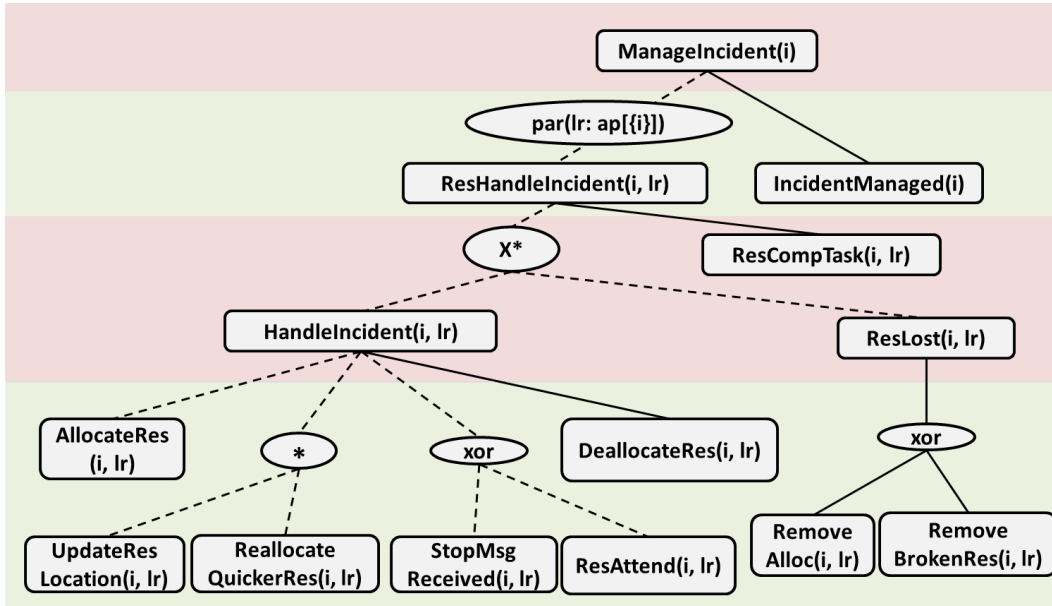 ManageIncident(i)
par(lr: ap[{i}])
ResHandleIncident(i, lr)
IncidentManaged(i)
X*
ResCompTask(i, lr)
HandleIncident(i, lr)
ResLost(i, lr)
AllocateRes
(i, lr)
*
xor
DeallocateRes(i, lr)
xor
UpdateRes
Location(i, lr)
Reallocate
QuickerRes(i, lr)
StopMsg
Received(i, lr)
ResAttend(i, lr)
Remove
Alloc(i, lr)
Remove
BrokenRes(i, lr)